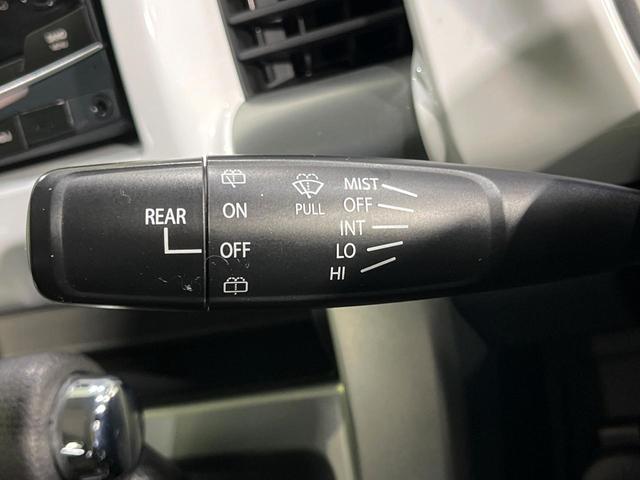 REAR
ON
OFF
PULL
MIST
OFF
INT
LO
HI